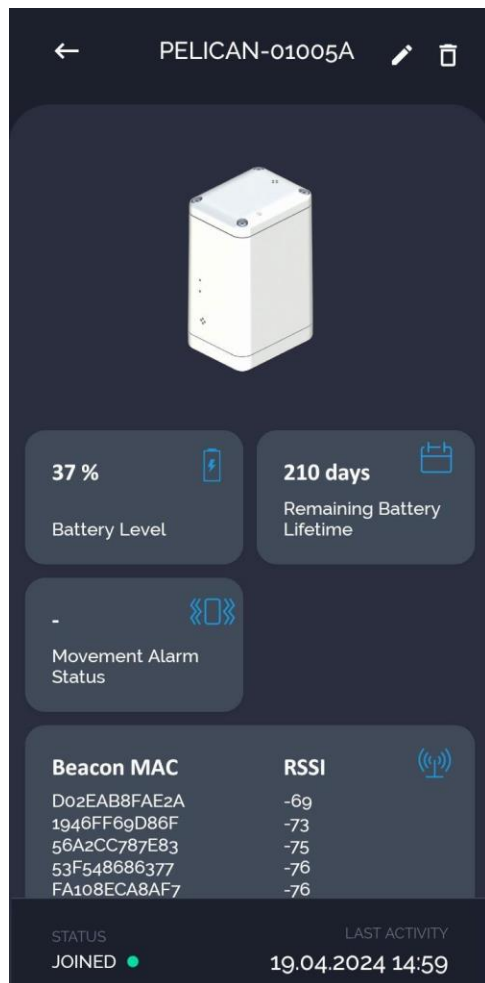 PELICAN-01005A
37 %
Battery Level
210 days
Remaining Battery
Lifetime
-
Movement Alarm
Status
Beacon MAC RSSI
D02EAB8FAE2A -69
1946FF69D86F -73
56A2CC787E83 -75
53F548686377 -76
FA108ECA8AF7 -76
STATUS LAST ACTIVITY
JOINED 19.04.2024 14:59